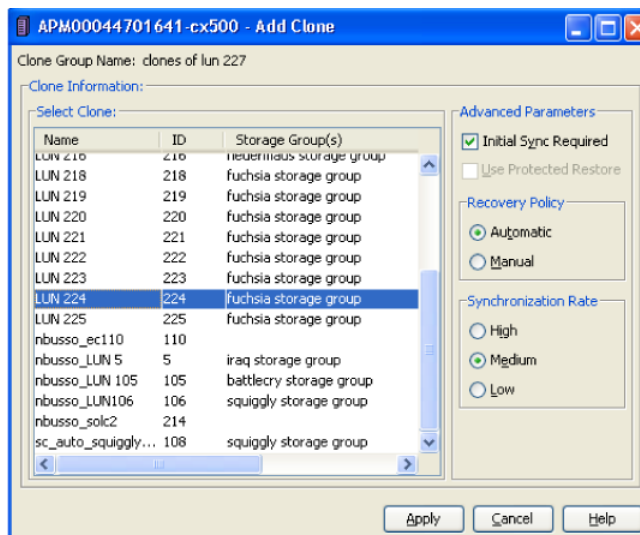 APM00044701641-cx500 - Add Clone
Clone Group Name: clones of lun 227
Clone Information:
Select Clone:
Name ID Storage Group(s)
LUN 216 216 storage group
LUN 218 218 fuchsia storage group
LUN 219 219 fuchsia storage group
LUN 220 220 fuchsia storage group
LUN 221 221 fuchsia storage group
LUN 222 222 fuchsia storage group
LUN 223 223 fuchsia storage group
LUN 224 224 fuchsia storage group
LUN 225 225 fuchsia storage group
nbusso_ec110 110
nbusso_LUN 5 5 iraq storage group
nbusso_LUN 105 105 battlecry storage group
nbusso_LUN106 106 squiggly storage group
nbusso_solc2 214
sc_auto_squiggly... 108 squiggly storage group
Advanced Parameters
Initial Sync Required
Use Protected Restore
Recovery Policy
Automatic
Manual
Synchronization Rate
High
Medium
Low
Apply Cancel Help